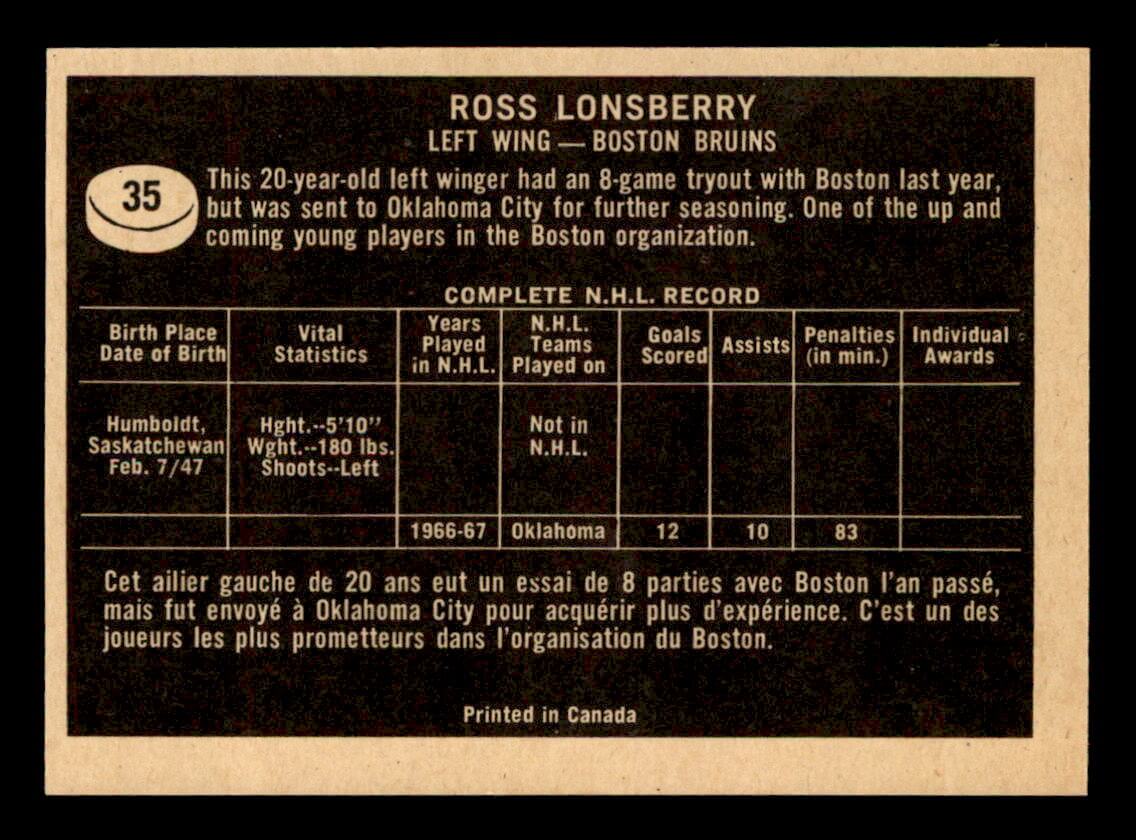 ROSS LONSBERRY
LEFT WING — BOSTON BRUINS
35
This 20-year-old left winger had an 8-game tryout with Boston last year,
but was sent to Oklahoma City for further seasoning. One of the up and
coming young players in the Boston organization.
COMPLETE N.H.L. RECORD
Birth Place
Date of Birth
Vital
Statistics
Years
Played
in N.H.L.
N.H.L.
Teams
Played on
Goals
Scored
Assists
Penalties
(in min.)
Individual
Awards
Humboldt,
Saskatchewan
Feb. 7/47
Hght.--5'10"
Wght.--180 lbs.
Shoots--Left
Not in
N.H.L.
1966-67 Oklahoma 12 10 83
Cet ailier gauche de 20 ans eut un essai de 8 parties avec Boston l'an passé,
mais fut envoyé à Oklahoma City pour acquérir plus d'expérience. C'est un des
joueurs les plus prometteurs dans l'organisation du Boston.
Printed in Canada